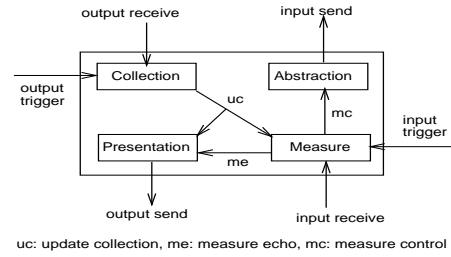 output receive
input send
Collection
Abstraction
output
trigger
uc
mc
input
trigger
Presentation
me
Measure
output send
input receive
uc: update collection, me: measure echo, mc: measure control